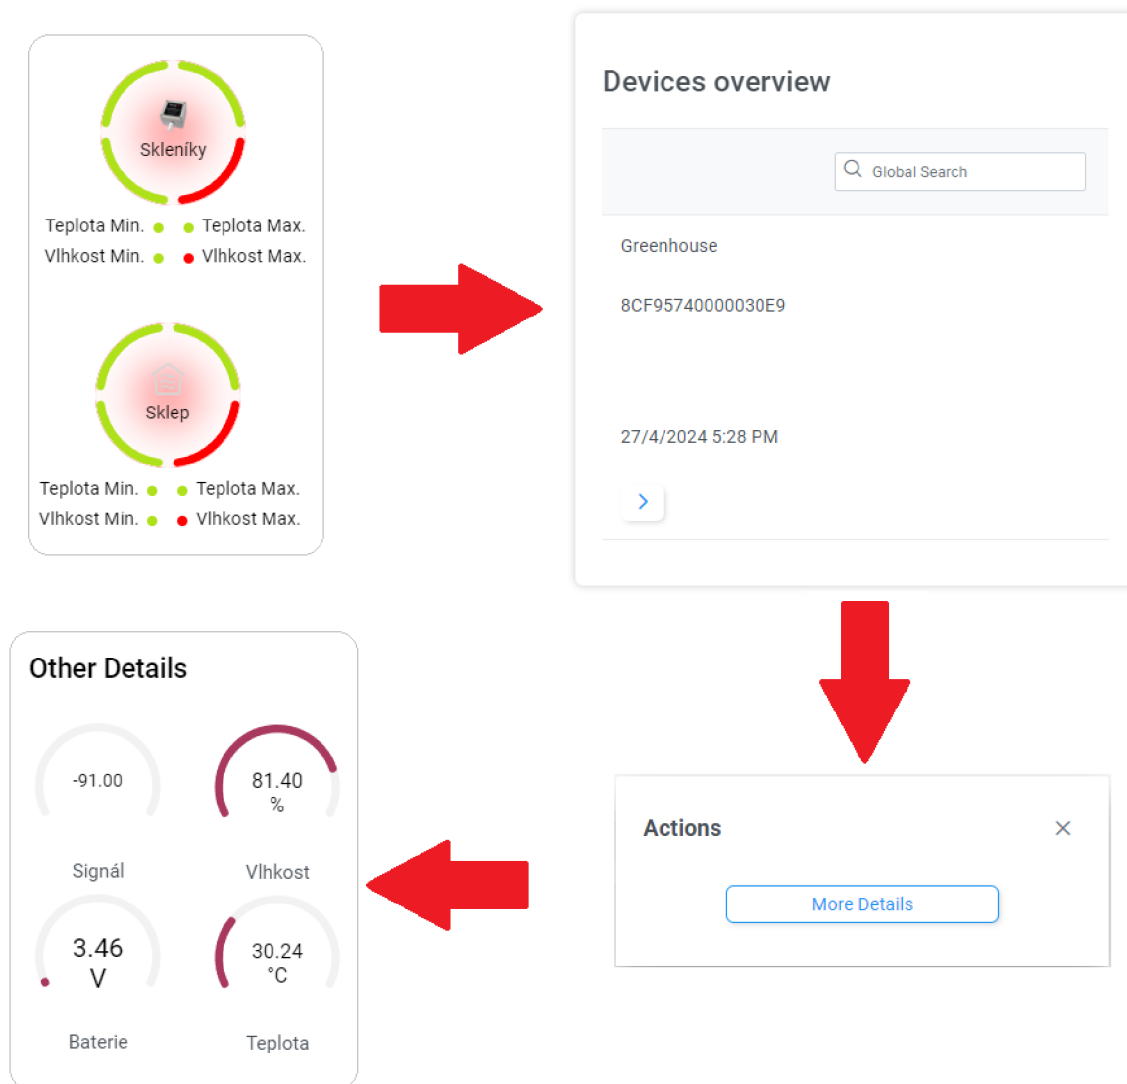 Skleníky
Teplota Min. Teplota Max.
Vlhkost Min. Vlhkost Max.
Sklep
Teplota Min. Teplota Max.
Vlhkost Min. Vlhkost Max.
Devices overview
Global Search
Greenhouse
8CF95740000030E9
27/4/2024 5:28 PM
Actions
More Details
Other Details
-91.00
Signál
81.40
%
Vlhkost
3.46
V
Baterie
30.24
°C
Teplota